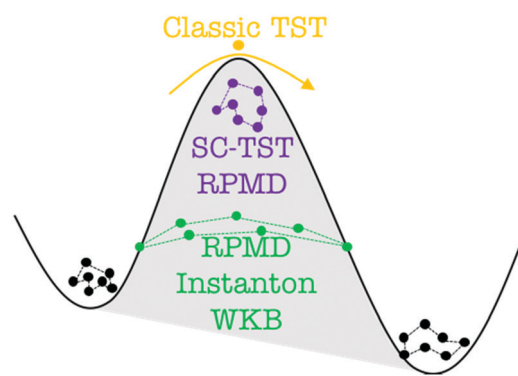 Classic TST
SC-TST
RPMD
RPMD
Instanton
WKB